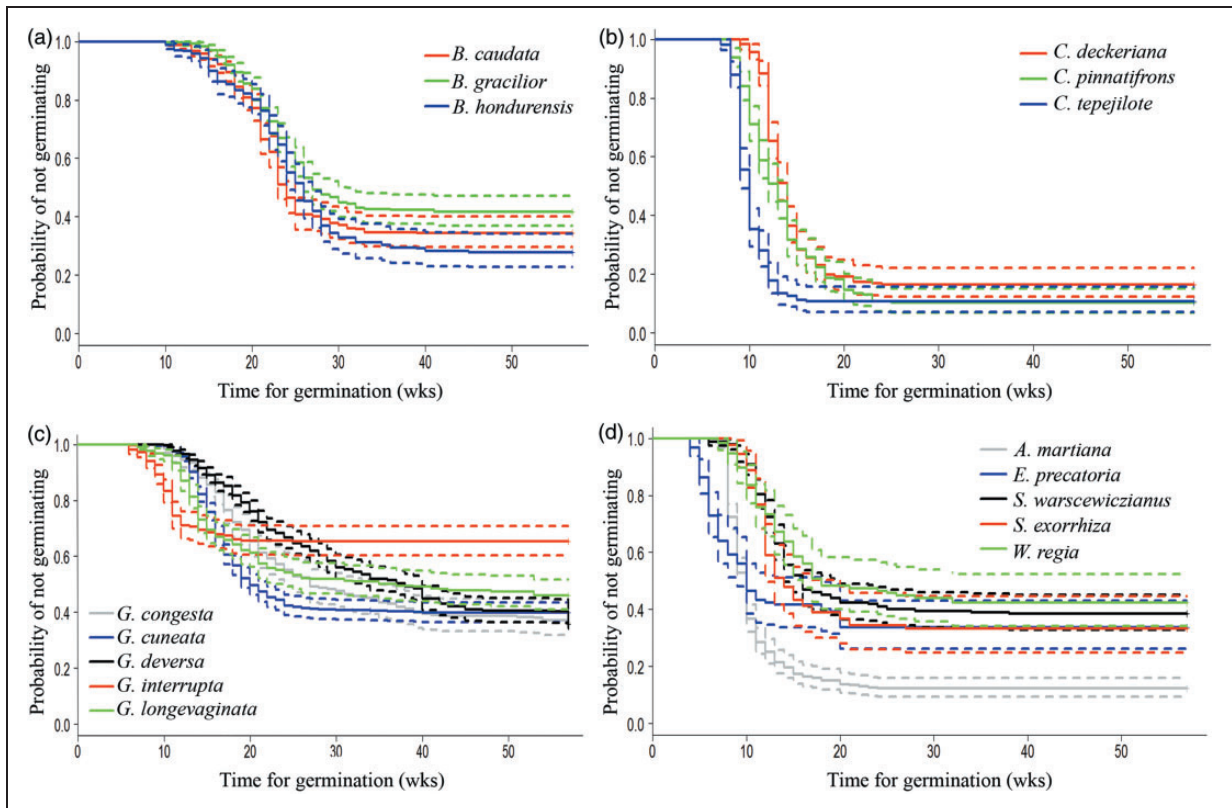 (a)
B. caudata
B. gracilior
B. hondurensis
Probability of not germinating
1.0
0.8
0.6
0.4
0.2
0.0
0 10 20 30 40 50
Time for germination (wks)
(b)
C. deckeriana
C. pinnatifrons
C. tepejilote
Probability of not germinating
1.0
0.8
0.6
0.4
0.2
0.0
0 10 20 30 40 50
Time for germination (wks)
(c)
G. congesta
G. cuneata
G. deversa
G. interrupta
G. longevaginata
Probability of not germinating
1.0
0.8
0.6
0.4
0.2
0.0
0 10 20 30 40 50
Time for germination (wks)
(d)
A. martiana
E. precatoria
S. warscewiczianus
S. exorrhiza
W. regia
Probability of not germinating
1.0
0.8
0.6
0.4
0.2
0.0
0 10 20 30 40 50
Time for germination (wks)